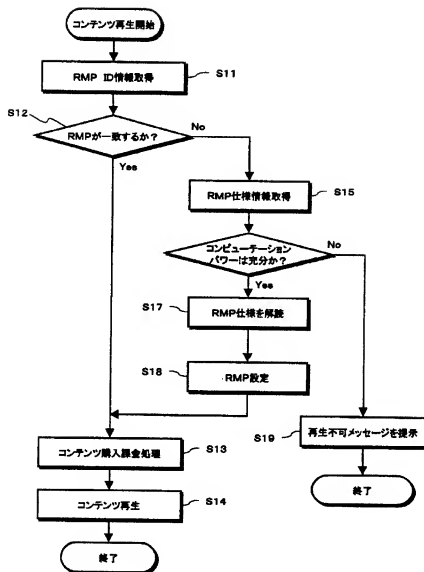 コンテンツ再生開始
RMP ID情報取得
S11
S12
RMPが一致するか？
No
Yes
RMP仕様情報取得
S15
コンピューテーション
パワーは充分か？
No
Yes
S17
RMP仕様を解読
S18
RMP設定
S19
再生不可メッセージを提示
コンテンツ購入課金処理
S13
終了
コンテンツ再生
S14
終了